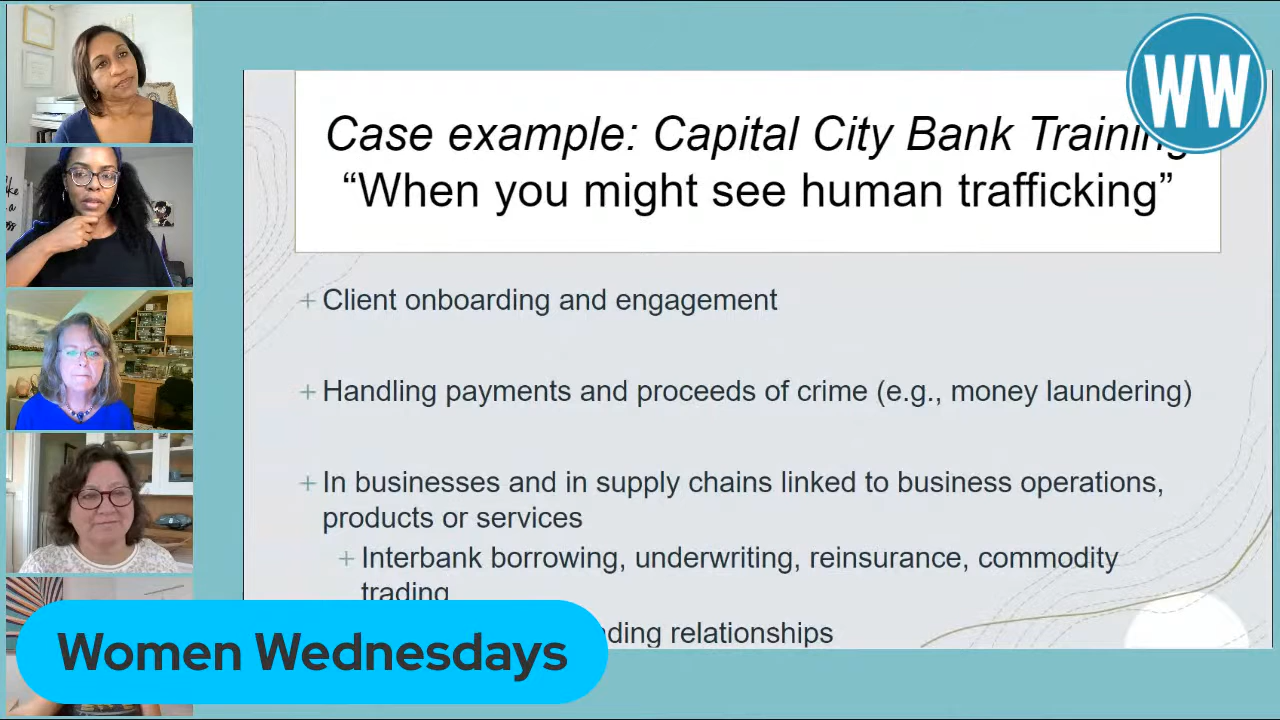 WW
Case example: Capital City Bank Training
“When you might see human trafficking”
+ Client onboarding and engagement
+ Handling payments and proceeds of crime (e.g., money laundering)
+ In businesses and in supply chains linked to business operations,
products or services
+ Interbank borrowing, underwriting, reinsurance, commodity
trading
relationships
Women Wednesdays
like
a
boss